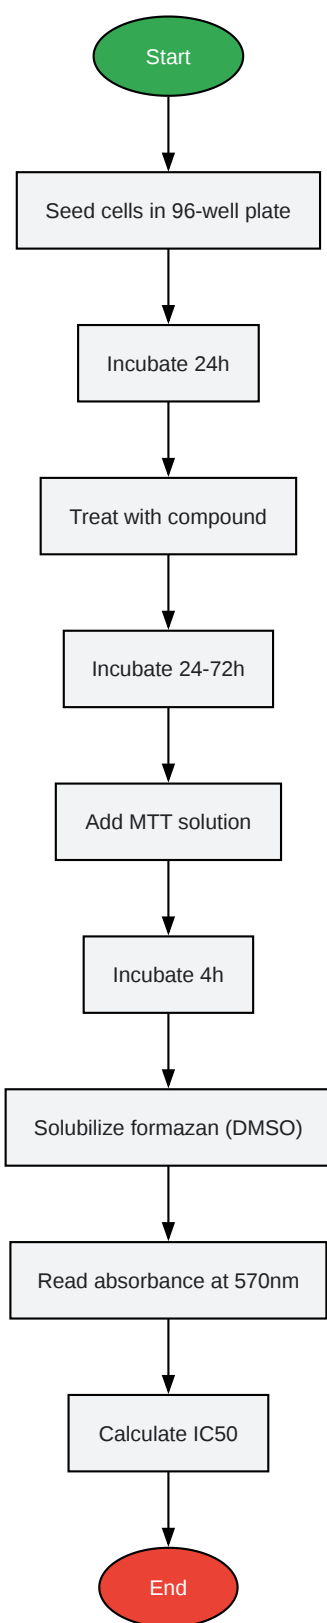 Start
Seed cells in 96-well plate
Incubate 24h
Treat with compound
Incubate 24-72h
Add MTT solution
Incubate 4h
Solubilize formazan (DMSO)
Read absorbance at 570nm
Calculate IC50
End